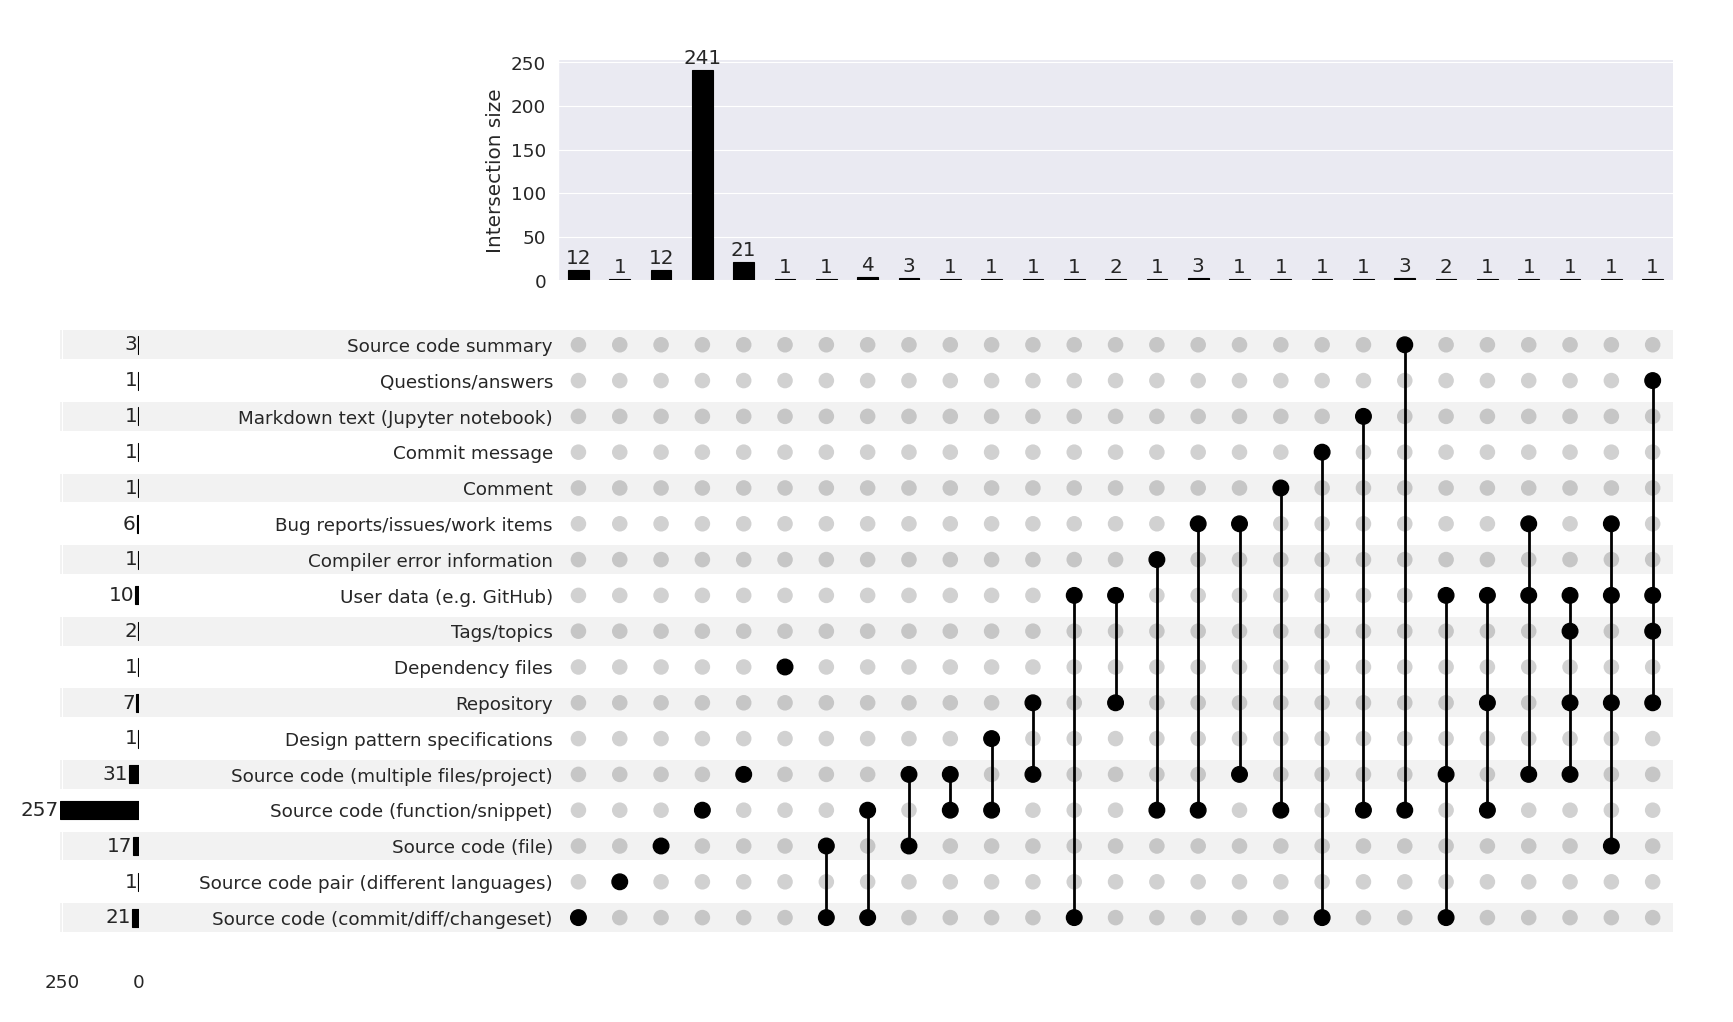 241
250
200
150
100
50
0
Intersection size
12 1 12 21 1 1 4 3 1 1 1 1 2 1 3 1 1 1 1 3 2 1 1 1 1 1
3 Source code summary
1 Questions/answers
1 Markdown text (Jupyter notebook)
1 Commit message
1 Comment
6 Bug reports/issues/work items
1 Compiler error information
10 User data (e.g. GitHub)
2 Tags/topics
1 Dependency files
7 Repository
1 Design pattern specifications
31 Source code (multiple files/project)
257 Source code (function/snippet)
17 Source code (file)
1 Source code pair (different languages)
21 Source code (commit/diff/changeset)
250 0